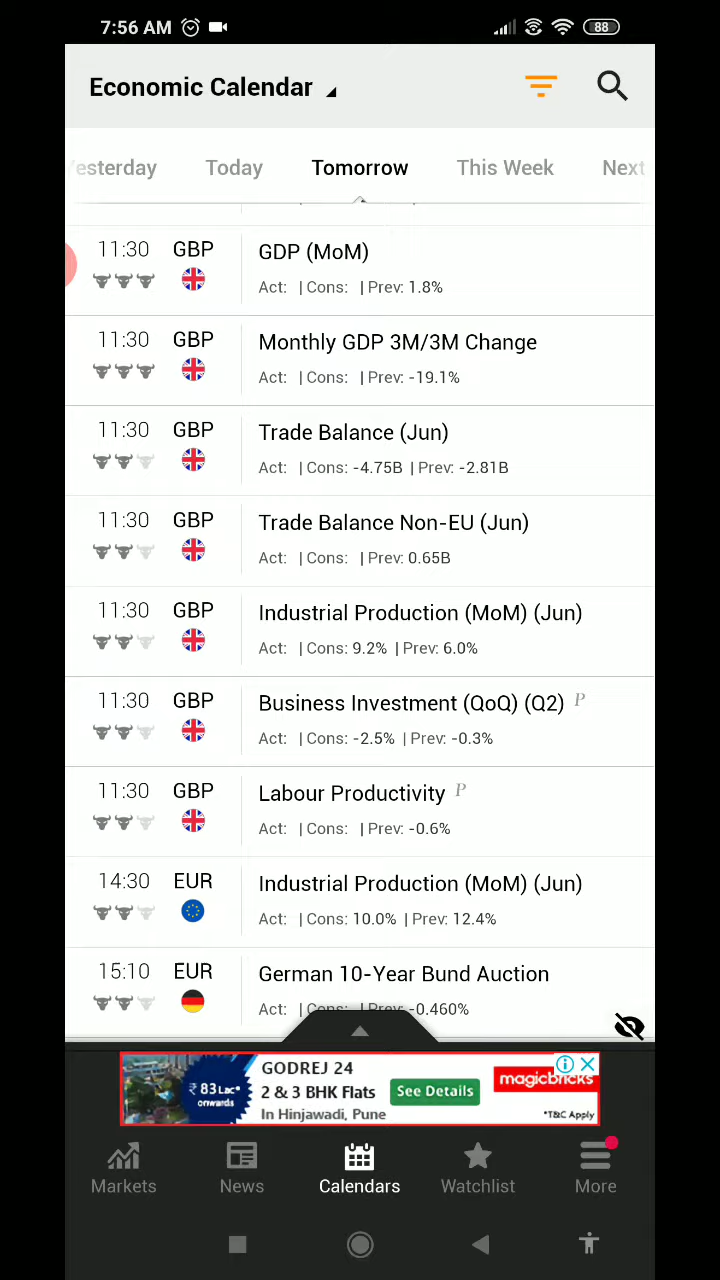 7:56 AM 88
Economic Calendar
esterday Today Tomorrow This Week Next
11:30 GBP GDP (MoM)
Act: | Cons: | Prev: 1.8%
11:30 GBP Monthly GDP 3M/3M Change
Act: | Cons: | Prev: -19.1%
11:30 GBP Trade Balance (Jun)
Act: | Cons: -4.75B | Prev: -2.81B
11:30 GBP Trade Balance Non-EU (Jun)
Act: | Cons: | Prev: 0.65B
11:30 GBP Industrial Production (MoM) (Jun)
Act: | Cons: 9.2% | Prev: 6.0%
11:30 GBP Business Investment (QoQ) (Q2) P
Act: | Cons: -2.5% | Prev: -0.3%
11:30 GBP Labour Productivity P
Act: | Cons: | Prev: -0.6%
14:30 EUR Industrial Production (MoM) (Jun)
Act: | Cons: 10.0% | Prev: 12.4%
15:10 EUR German 10-Year Bund Auction
Act: | Cons: | Prev: -0.460%
₹ 83Lac*
onwards
GODREJ 24
2 & 3 BHK Flats
In Hinjawadi, Pune
See Details
magicbricks
*T&C Apply
Markets News Calendars Watchlist More